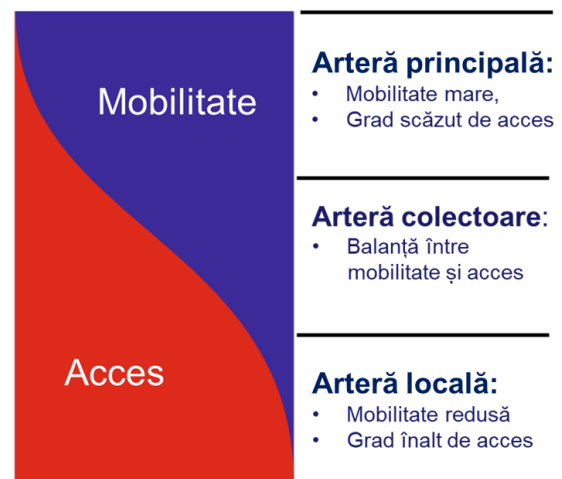 Mobilitate
Acces
Arteră principală:
• Mobilitate mare,
• Grad scăzut de acces
Arteră colectoare:
• Balanță între
mobilitate și acces
Arteră locală:
• Mobilitate redusă
• Grad înalt de acces